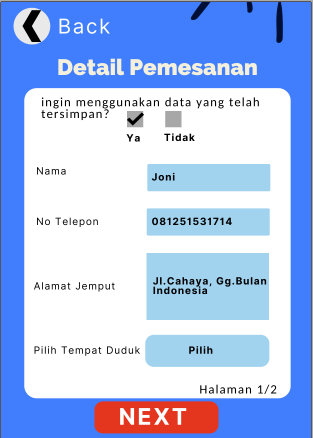 Back
Detail Pemesanan
ingin menggunakan data yang telah
tersimpan?
Ya Tidak
Nama
Joni
No Telepon
081251531714
Alamat Jemput
Jl.Cahaya, Gg.Bulan
Indonesia
Pilih Tempat Duduk
Pilih
Halaman 1/2
NEXT